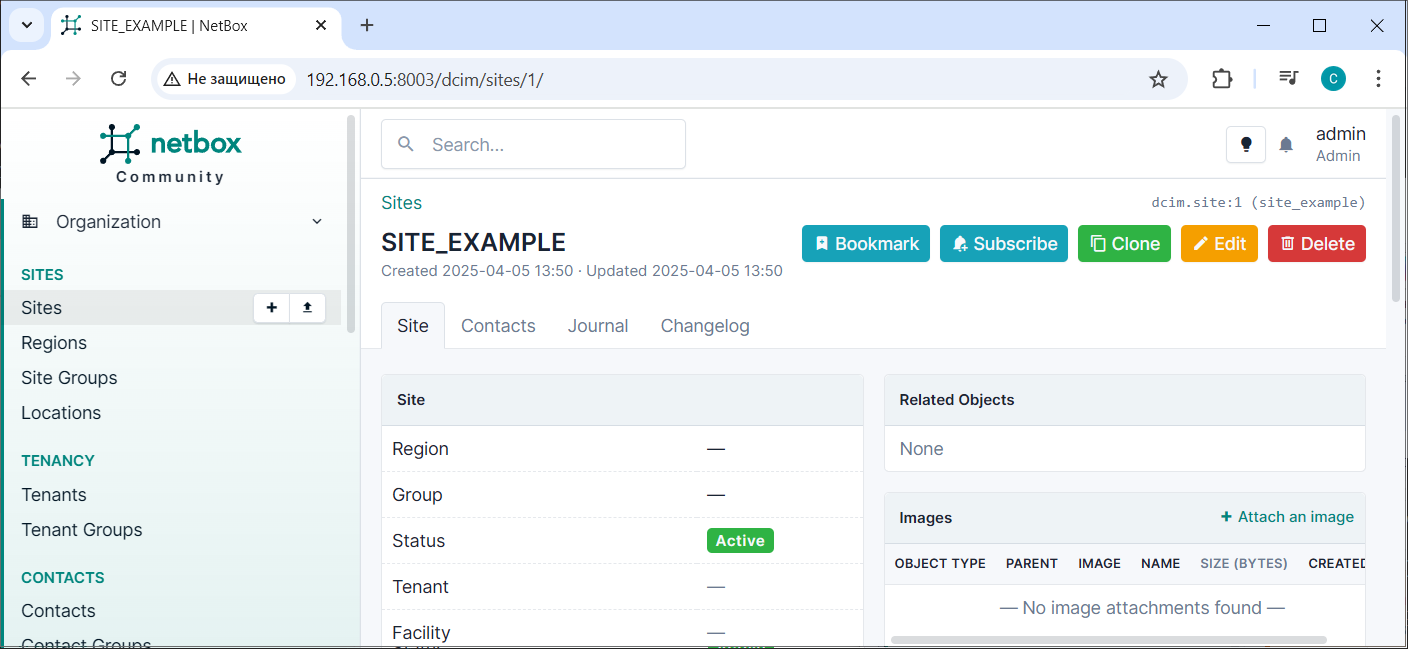 SITE_EXAMPLE | NetBox
Не защищено
192.168.0.5:8003/dcim/sites/1/
C
netbox
Community
Organization
SITES
Sites
Regions
Site Groups
Locations
TENANCY
Tenants
Tenant Groups
CONTACTS
Contacts
Contact Groups
Search...
admin
Admin
Sites
dcim.site:1 (site_example)
SITE_EXAMPLE
Created 2025-04-05 13:50 · Updated 2025-04-05 13:50
Bookmark Subscribe Clone Edit Delete
Site Contacts Journal Changelog
Site
Region —
Group —
Status Active
Tenant —
Facility —
Related Objects
None
Images + Attach an image
OBJECT TYPE PARENT IMAGE NAME SIZE (BYTES) CREATED
— No image attachments found —